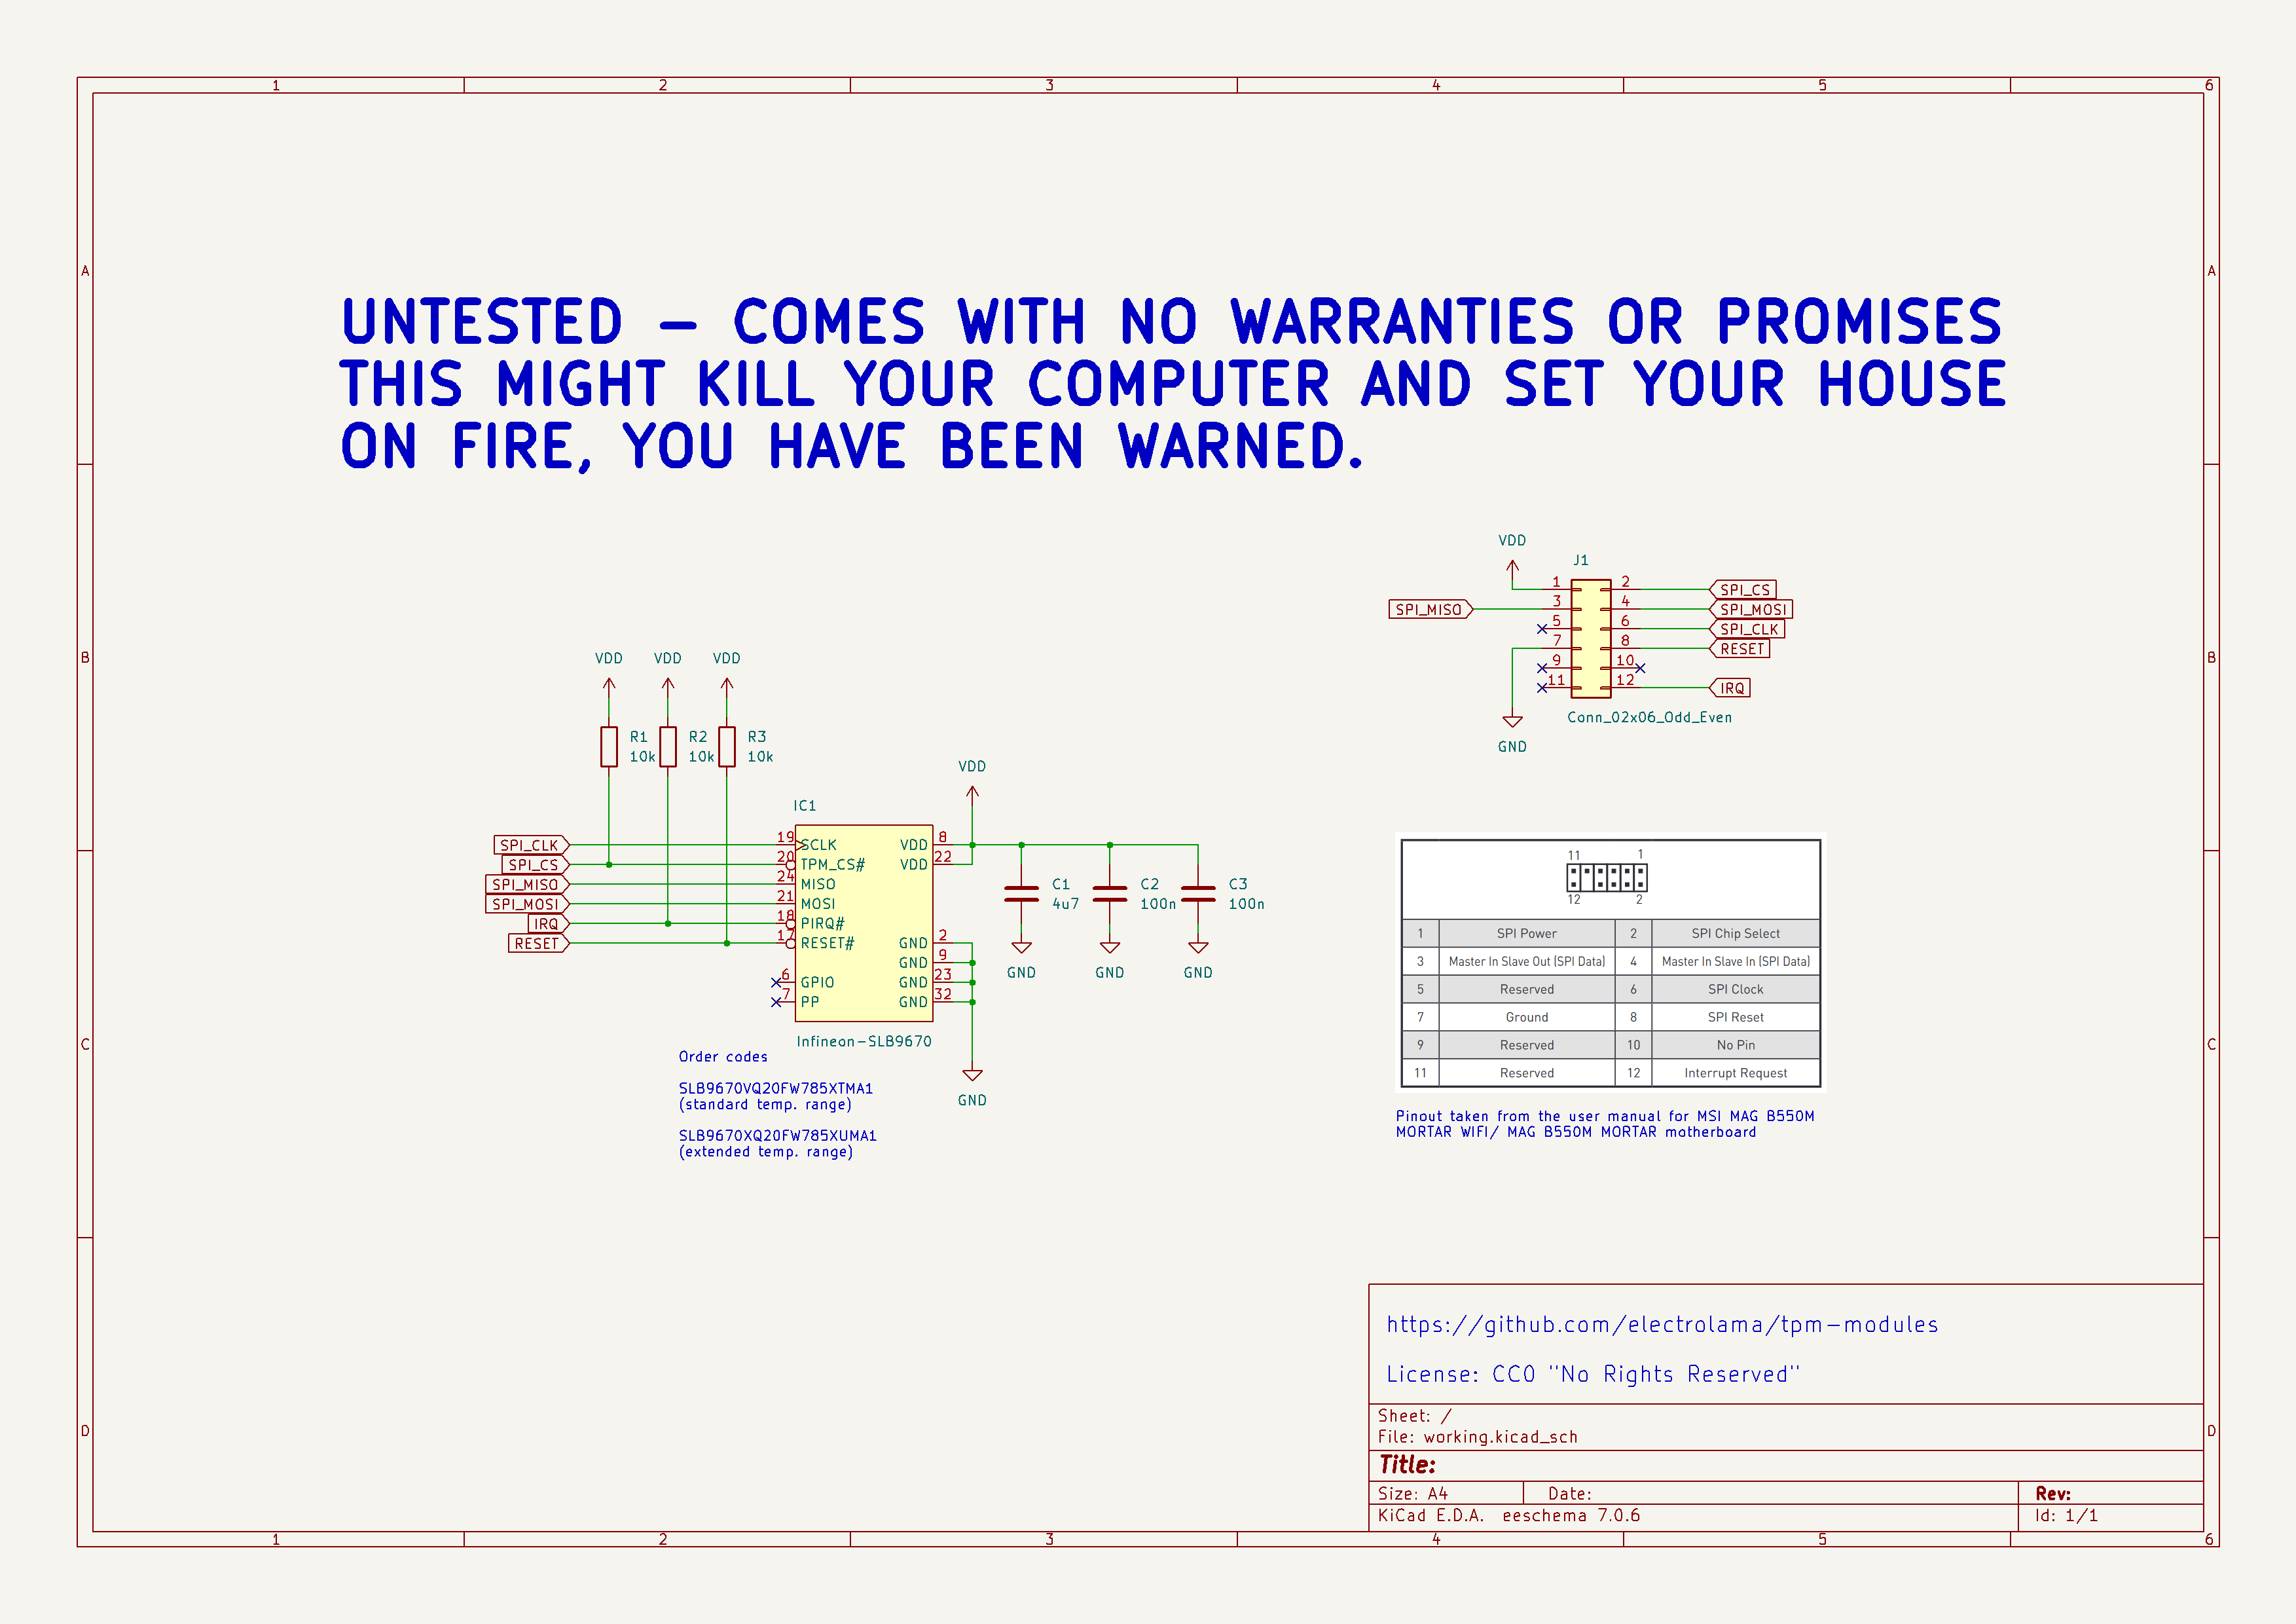 1 2 3 4 5 6
A A
UNTESTED – COMES WITH NO WARRANTIES OR PROMISES
THIS MIGHT KILL YOUR COMPUTER AND SET YOUR HOUSE
ON FIRE, YOU HAVE BEEN WARNED.
VDD
J1
1 2 SPI_CS
SPI_MISO 3 4 SPI_MOSI
5 6 SPI_CLK
7 8 RESET
9 10
11 12 IRQ
Conn_02x06_Odd_Even
GND
B B
VDD VDD VDD
R1 R2 R3
10k 10k 10k
VDD
IC1
SPI_CLK 19 SCLK VDD 8
SPI_CS 20 TPM_CS# VDD 22
SPI_MISO 24 MISO
SPI_MOSI 21 MOSI
IRQ 18 PIRQ#
RESET 17 RESET# GND 2
GND 9
6 GPIO GND 23
7 PP GND 32
Infineon-SLB9670
C1 C2 C3
4u7 100n 100n
GND GND GND
GND
Order codes
SLB9670VQ20FW785XTMA1
(standard temp. range)
SLB9670XQ20FW785XUMA1
(extended temp. range)
11 1
12 2
1 SPI Power 2 SPI Chip Select
3 Master In Slave Out (SPI Data) 4 Master In Slave In (SPI Data)
5 Reserved 6 SPI Clock
7 Ground 8 SPI Reset
9 Reserved 10 No Pin
11 Reserved 12 Interrupt Request
Pinout taken from the user manual for MSI MAG B550M
MORTAR WIFI/ MAG B550M MORTAR motherboard
C C
https://github.com/electrolama/tpm-modules
License: CC0 "No Rights Reserved"
Sheet: /
File: working.kicad_sch
Title:
Size: A4 Date: Rev:
KiCad E.D.A. eeschema 7.0.6 Id: 1/1
D D
1 2 3 4 5 6